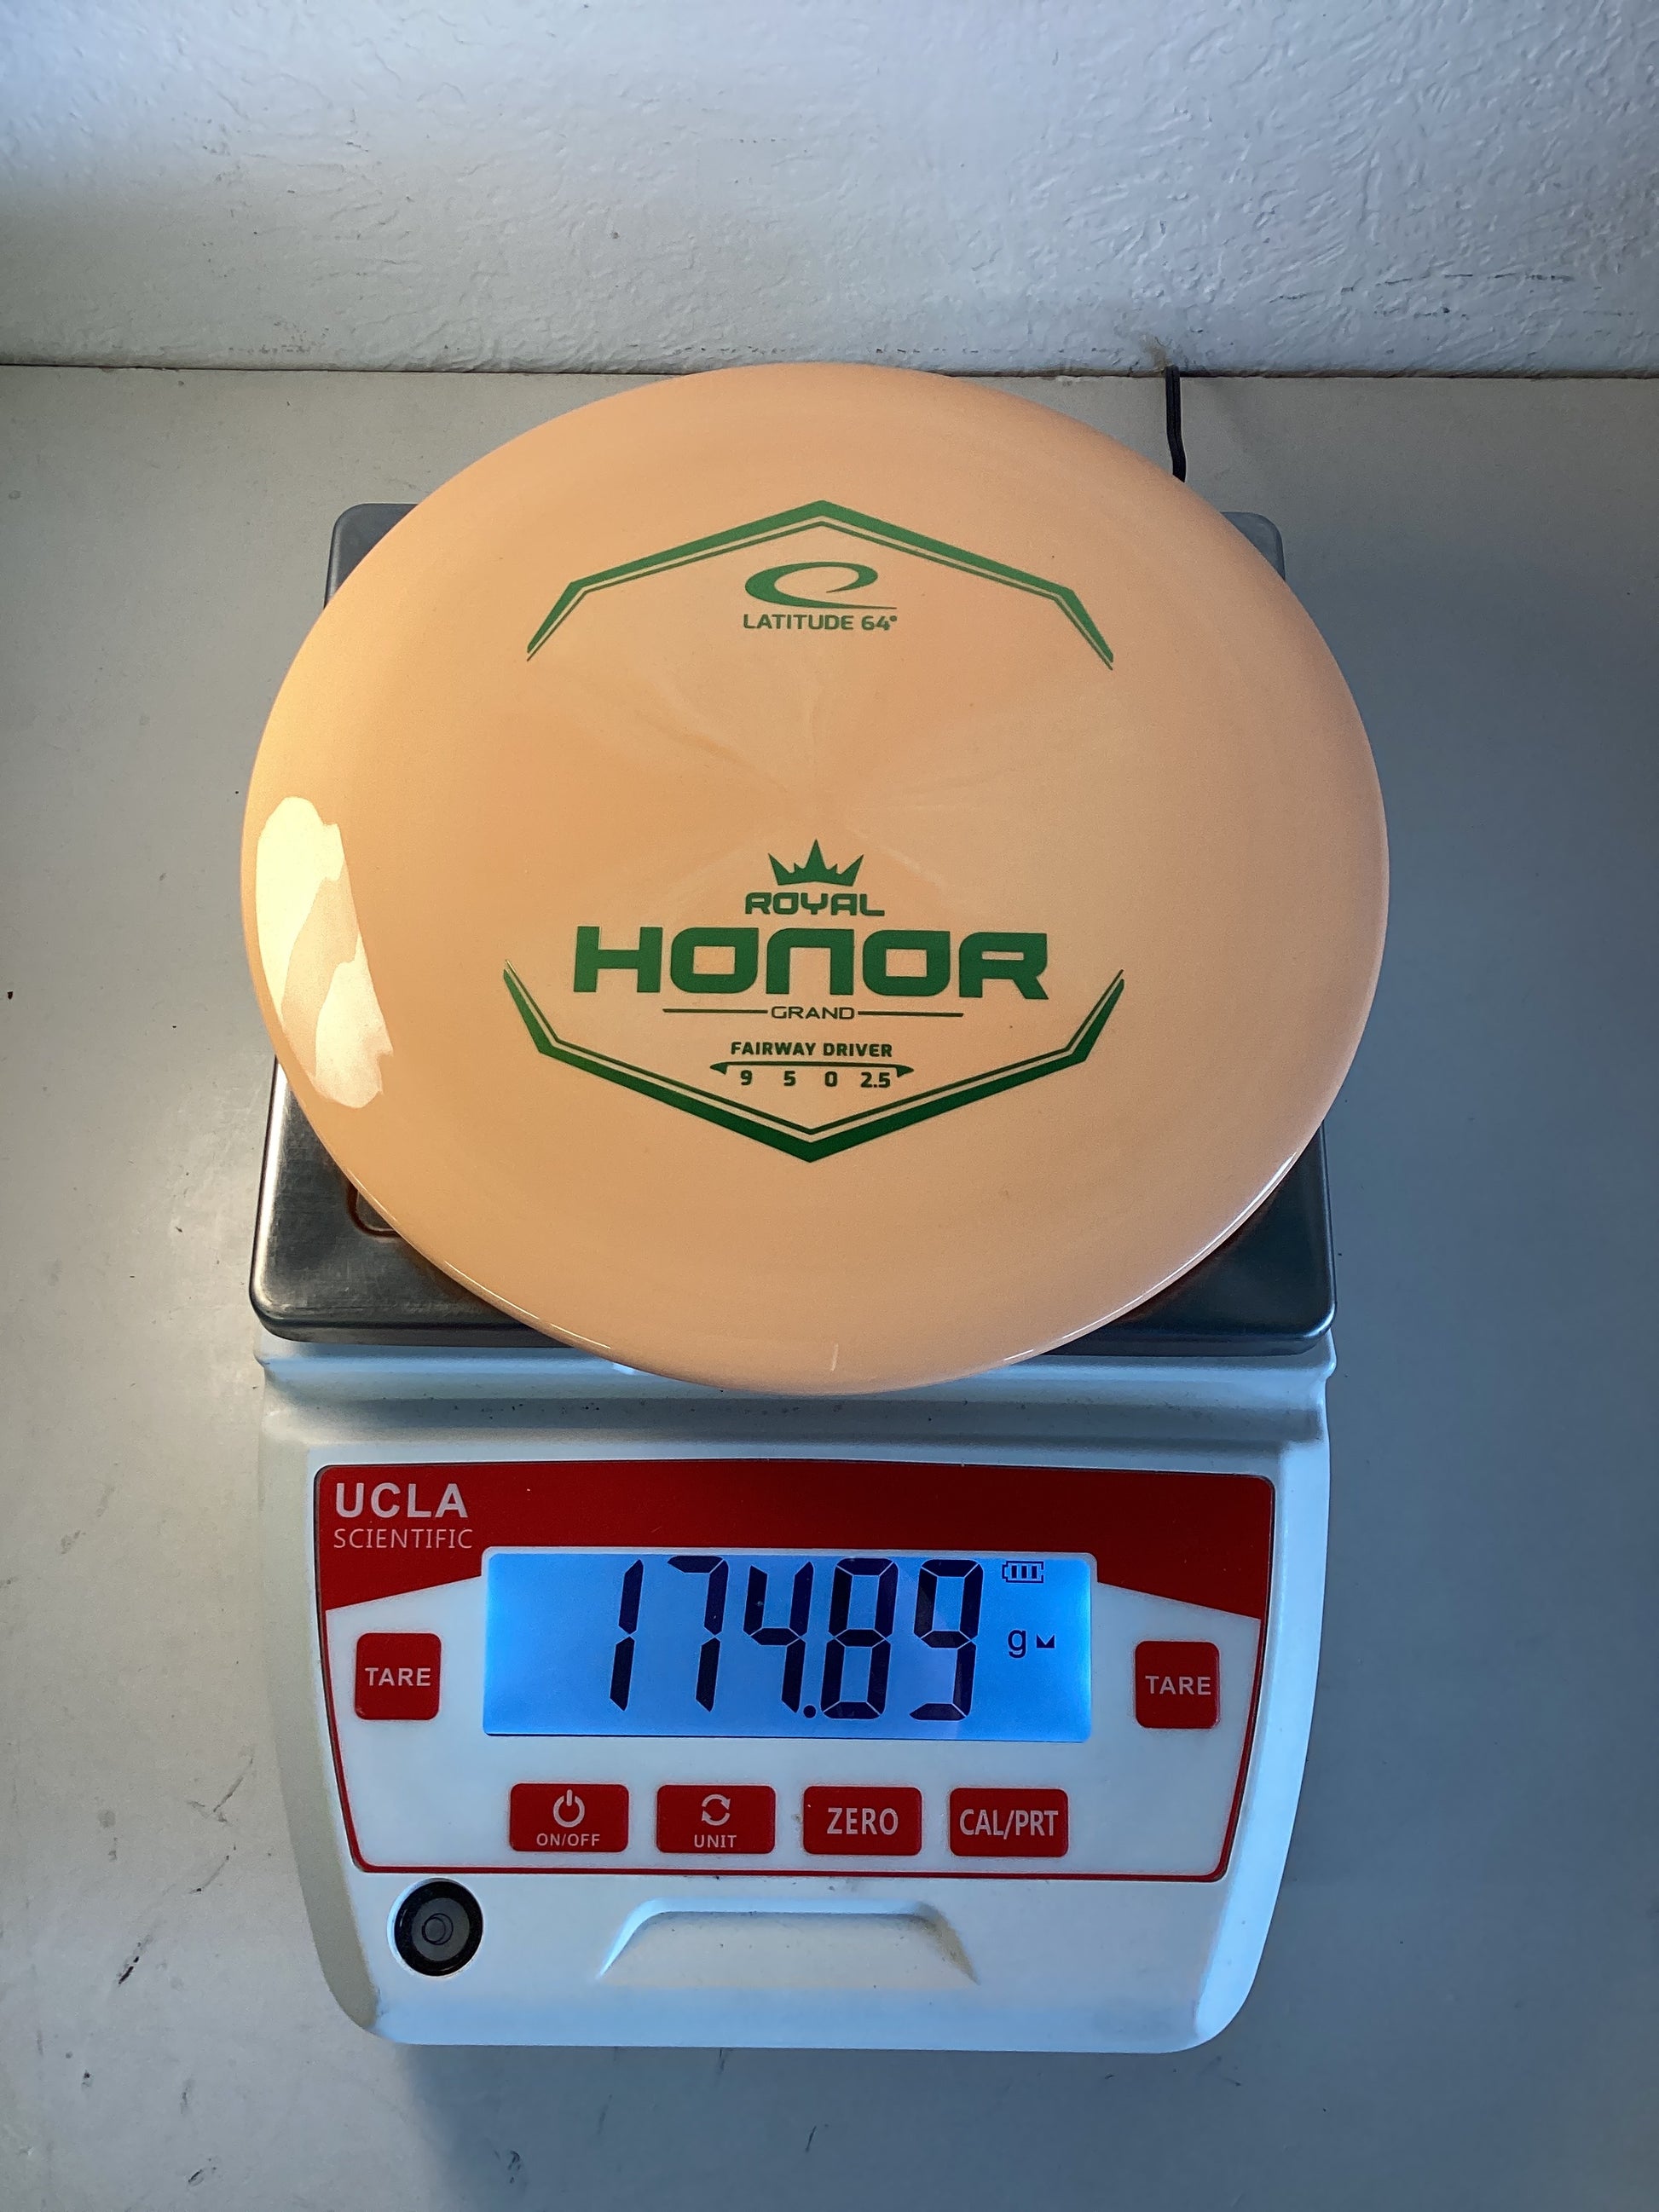 LATITUDE 64°
ROYAL
HONOR
GRAND
FAIRWAY DRIVER
9 5 0 2.5
UCLA
SCIENTIFIC
174.89 g
TARE
TARE
ON/OFF
UNIT
ZERO
CAL/PRT